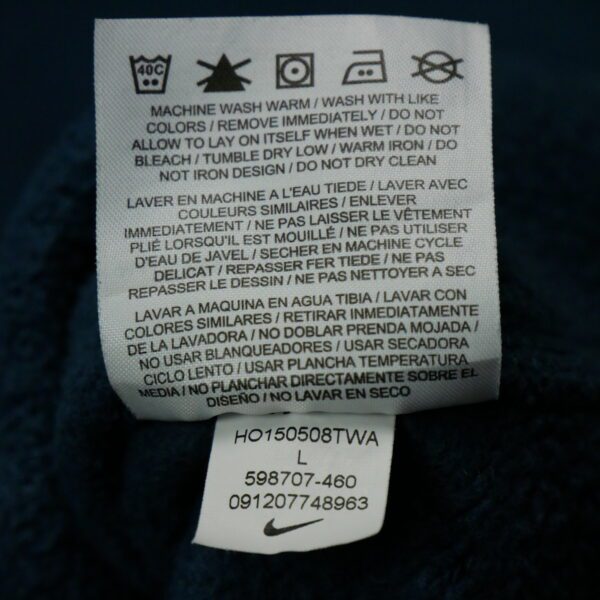 40C
MACHINE WASH WARM / WASH WITH LIKE
COLORS / REMOVE IMMEDIATELY / DO NOT
ALLOW TO LAY ON ITSELF WHEN WET / DO NOT
BLEACH / TUMBLE DRY LOW / WARM IRON / DO
NOT IRON DESIGN / DO NOT DRY CLEAN
LAVER EN MACHINE A L'EAU TIEDE / LAVER AVEC
COULEURS SIMILAIRES / ENLEVER
IMMEDIATEMENT / NE PAS LAISSER LE VÊTEMENT
PLIÉ LORSQU'IL EST MOUILLÉ / NE PAS UTILISER
D'EAU DE JAVEL / SECHER EN MACHINE CYCLE
DELICAT / REPASSER FER TIEDE / NE PAS
REPASSER LE DESSIN / NE PAS NETTOYER A SEC
LAVAR A MAQUINA EN AGUA TIBIA / LAVAR CON
COLORES SIMILARES / RETIRAR INMEDIATAMENTE
DE LA LAVADORA / NO DOBLAR PRENDA MOJADA /
NO USAR BLANQUEADORES / USAR SECADORA
CICLO LENTO / USAR PLANCHA TEMPERATURA
MEDIA / NO PLANCHAR DIRECTAMENTE SOBRE EL
DISEÑO / NO LAVAR EN SECO
HO150508TWA
L
598707-460
091207748963